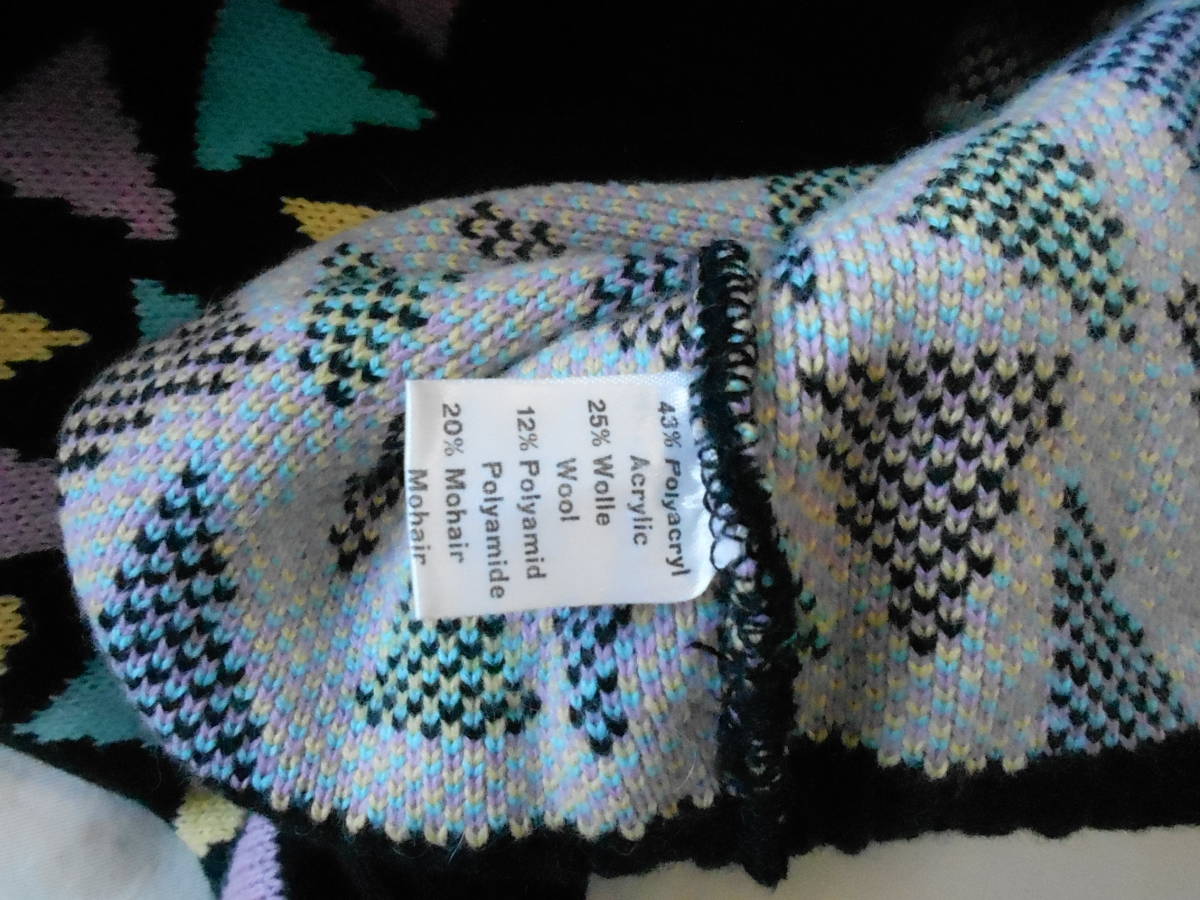 43% Polyacryl
Acrylic
25% Wolle
Wool
12% Polyamid
Polyamide
20% Mohair
Mohair